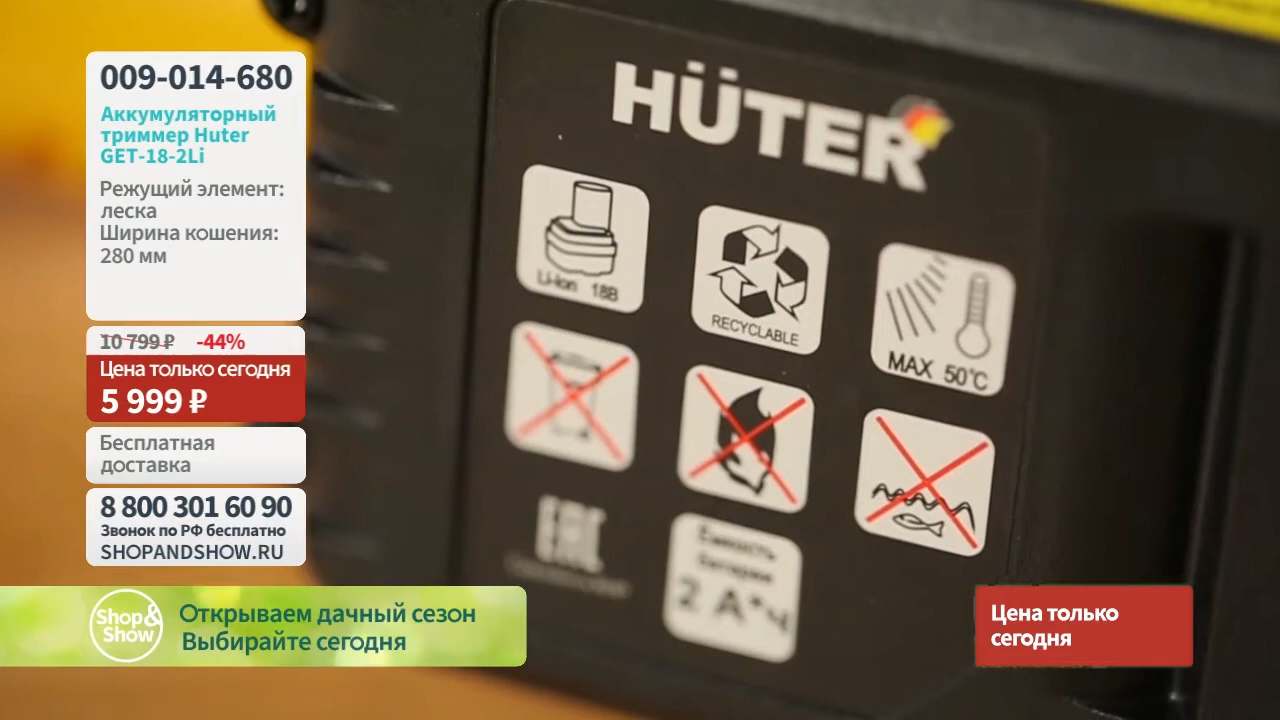 009-014-680
Аккумуляторный
триммер Huter
GET-18-2Li
Режущий элемент:
леска
Ширина кошения:
280 мм
10 799 ₽ -44%
Цена только сегодня
5 999 ₽
Бесплатная
доставка
8 800 301 60 90
Звонок по РФ бесплатно
SHOPANDSHOW.RU
Shop&
Show
Открываем дачный сезон
Выбирайте сегодня
Цена только
сегодня
HÜTER
Li-Ion 18В
RECYCLABLE
MAX 50°C
EAC
Емкость
батареи
2 А*ч